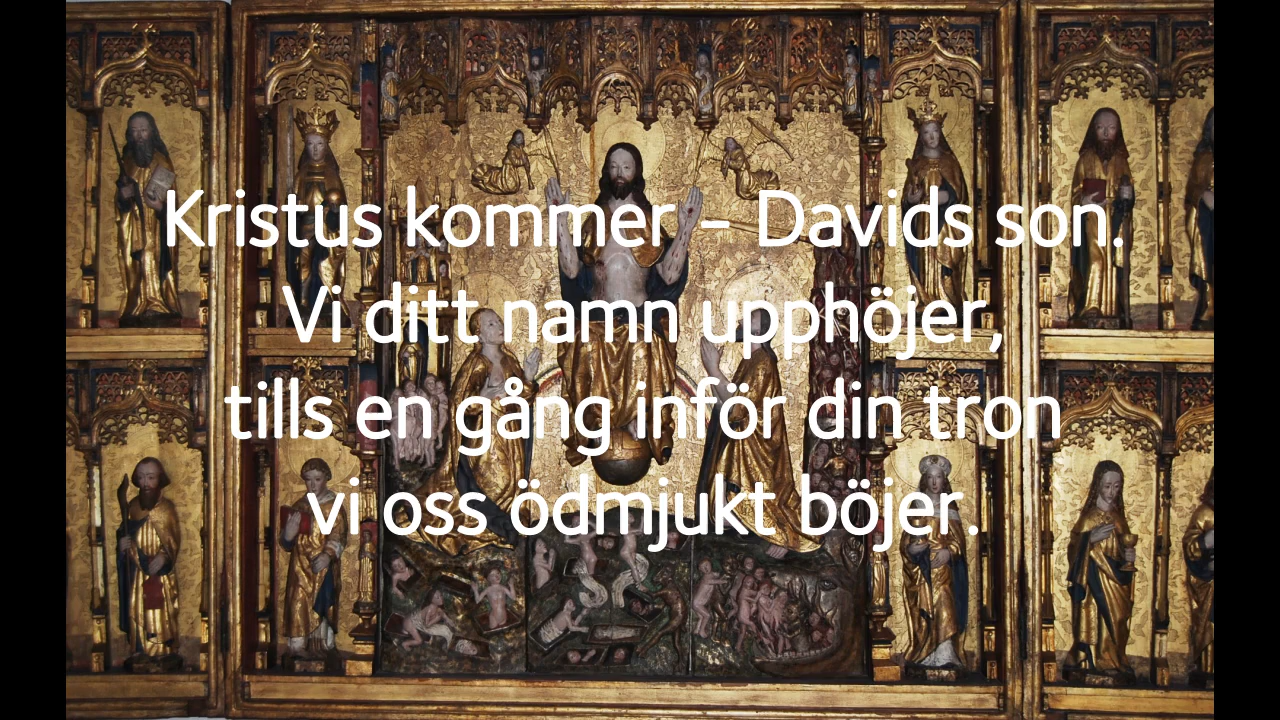 Kristus kommer - Davids son.
Vi ditt namn upphöjer,
tills en gång inför din tron
vi oss ödmjukt böjer.